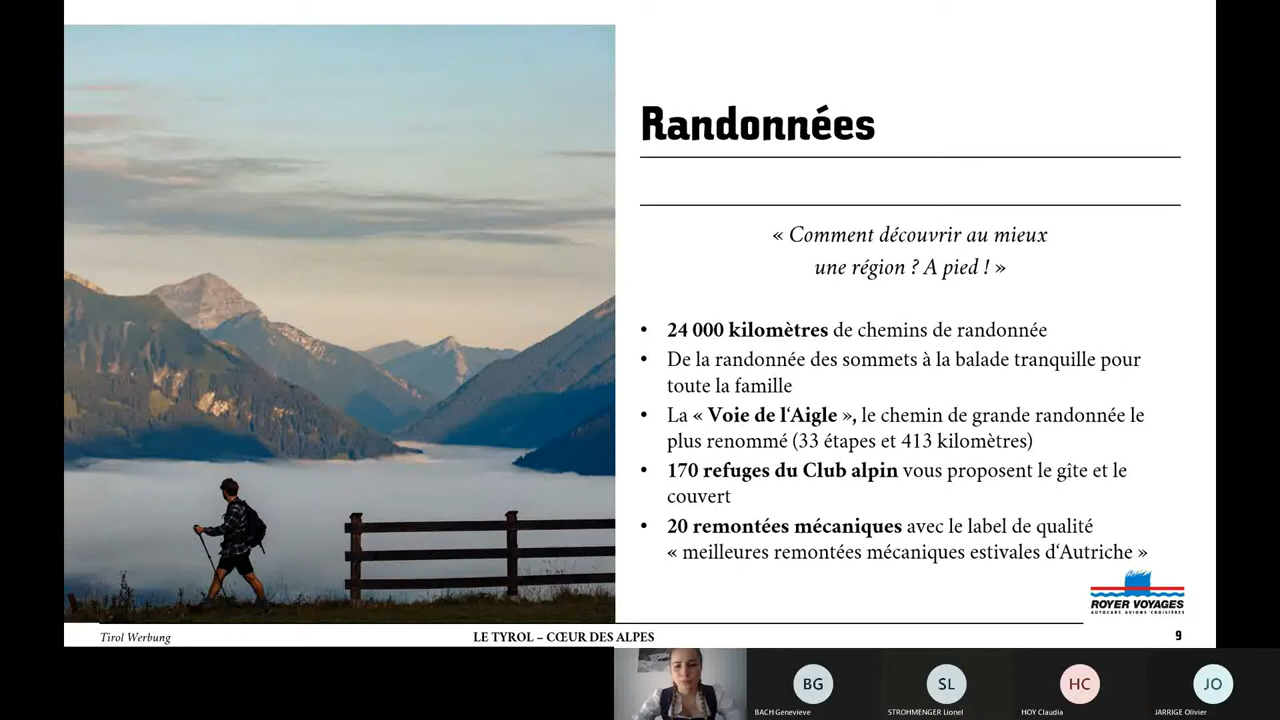 Randonnées
« Comment découvrir au mieux
une région ? A pied ! »
• 24 000 kilomètres de chemins de randonnée
• De la randonnée des sommets à la balade tranquille pour
toute la famille
• La « Voie de l‘Aigle », le chemin de grande randonnée le
plus renommé (33 étapes et 413 kilomètres)
• 170 refuges du Club alpin vous proposent le gîte et le
couvert
• 20 remontées mécaniques avec le label de qualité
« meilleures remontées mécaniques estivales d‘Autriche »
ROYER VOYAGES
AUTOCARS AVIONS CROISIÈRES
Tirol Werbung
LE TYROL – CŒUR DES ALPES
9
BG
SL
HC
JO
BACH Genevieve
STROHMENGER Lionel
HOY Claudia
JARRIGE Olivier